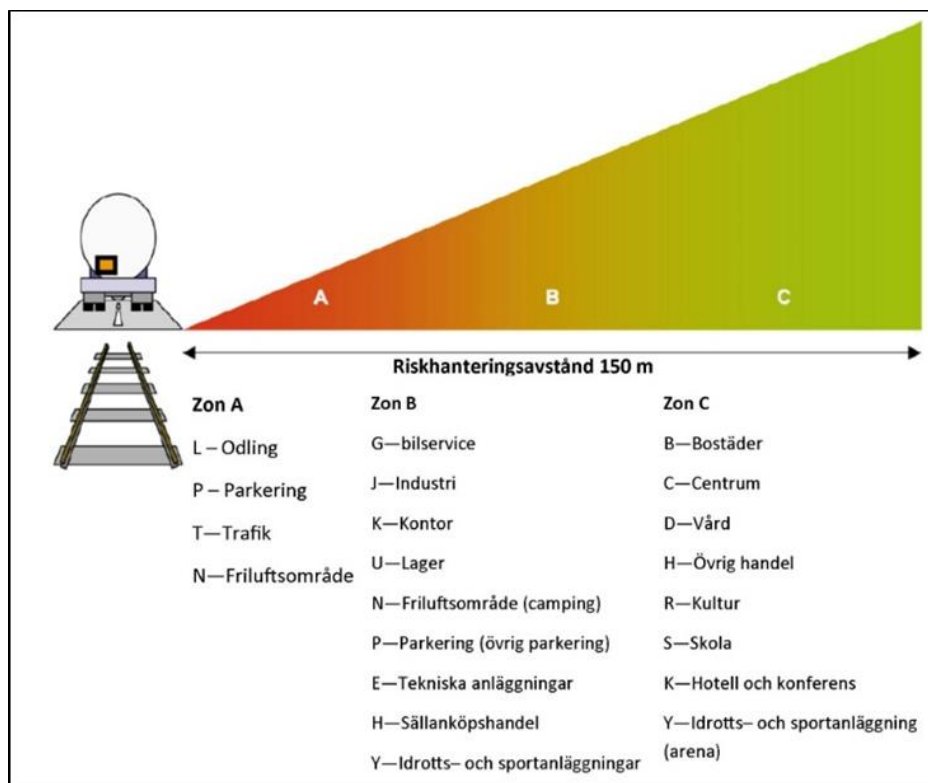 A
B
C
Riskhanteringsavstånd 150 m
Zon A
L – Odling
P – Parkering
T—Trafik
N—Friluftsområde
Zon B
G—bilservice
J—Industri
K—Kontor
U—Lager
N—Friluftsområde (camping)
P—Parkering (övrig parkering)
E—Tekniska anläggningar
H—Sällanköpshandel
Y—Idrotts– och sportanläggningar
Zon C
B—Bostäder
C—Centrum
D—Vård
H—Övrig handel
R—Kultur
S—Skola
K—Hotell och konferens
Y—Idrotts– och sportanläggning
(arena)